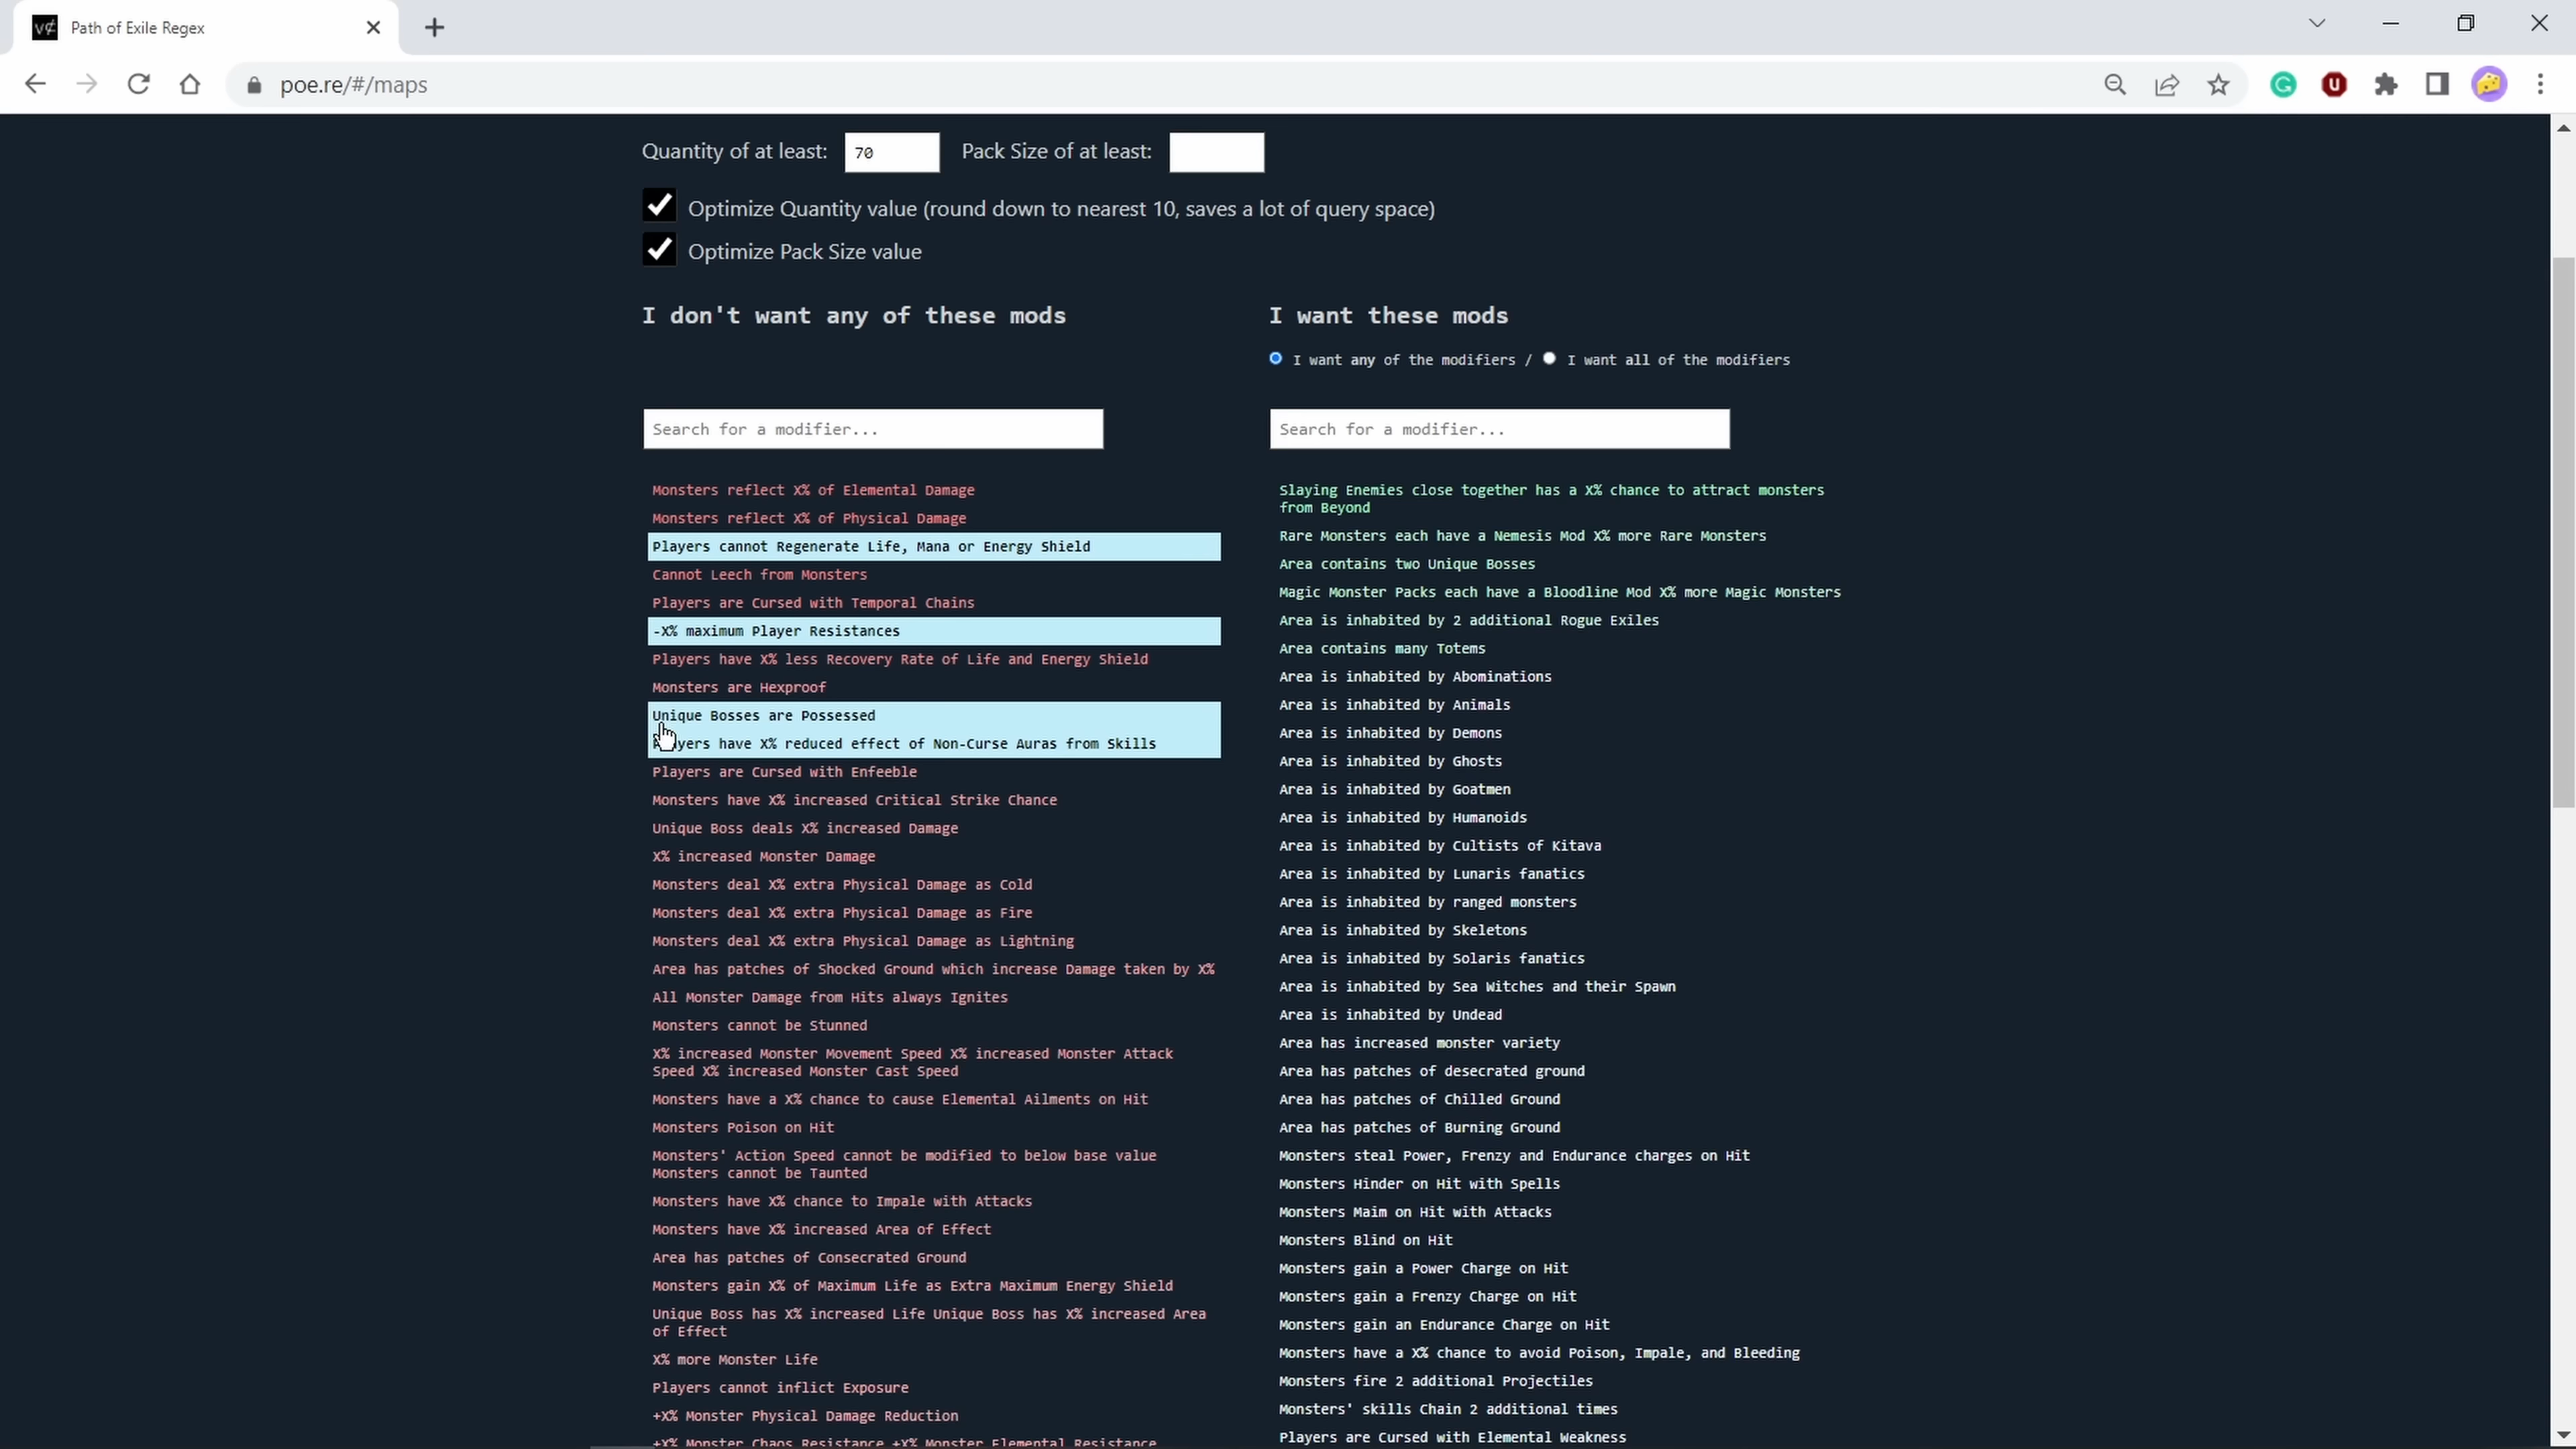 Path of Exile Regex
poe.re/#/maps
Quantity of at least: 70 Pack Size of at least:
Optimize Quantity value (round down to nearest 10, saves a lot of query space)
Optimize Pack Size value
I don't want any of these mods
Search for a modifier...
Monsters reflect X% of Elemental Damage
Monsters reflect X% of Physical Damage
Players cannot Regenerate Life, Mana or Energy Shield
Cannot Leech from Monsters
Players are Cursed with Temporal Chains
-X% maximum Player Resistances
Players have X% less Recovery Rate of Life and Energy Shield
Monsters are Hexproof
Unique Bosses are Possessed
Players have X% reduced effect of Non-Curse Auras from Skills
Players are Cursed with Enfeeble
Monsters have X% increased Critical Strike Chance
Unique Boss deals X% increased Damage
X% increased Monster Damage
Monsters deal X% extra Physical Damage as Cold
Monsters deal X% extra Physical Damage as Fire
Monsters deal X% extra Physical Damage as Lightning
Area has patches of Shocked Ground which increase Damage taken by X%
All Monster Damage from Hits always Ignites
Monsters cannot be Stunned
X% increased Monster Movement Speed X% increased Monster Attack
Speed X% increased Monster Cast Speed
Monsters have a X% chance to cause Elemental Ailments on Hit
Monsters Poison on Hit
Monsters' Action Speed cannot be modified to below base value
Monsters cannot be Taunted
Monsters have X% chance to Impale with Attacks
Monsters have X% increased Area of Effect
Area has patches of Consecrated Ground
Monsters gain X% of Maximum Life as Extra Maximum Energy Shield
Unique Boss has X% increased Life Unique Boss has X% increased Area
of Effect
X% more Monster Life
Players cannot inflict Exposure
+X% Monster Physical Damage Reduction
+X% Monster Chaos Resistance +X% Monster Elemental Resistance
I want these mods
I want any of the modifiers / I want all of the modifiers
Search for a modifier...
Slaying Enemies close together has a X% chance to attract monsters
from Beyond
Rare Monsters each have a Nemesis Mod X% more Rare Monsters
Area contains two Unique Bosses
Magic Monster Packs each have a Bloodline Mod X% more Magic Monsters
Area is inhabited by 2 additional Rogue Exiles
Area contains many Totems
Area is inhabited by Abominations
Area is inhabited by Animals
Area is inhabited by Demons
Area is inhabited by Ghosts
Area is inhabited by Goatmen
Area is inhabited by Humanoids
Area is inhabited by Cultists of Kitava
Area is inhabited by Lunaris fanatics
Area is inhabited by ranged monsters
Area is inhabited by Skeletons
Area is inhabited by Solaris fanatics
Area is inhabited by Sea Witches and their Spawn
Area is inhabited by Undead
Area has increased monster variety
Area has patches of desecrated ground
Area has patches of Chilled Ground
Area has patches of Burning Ground
Monsters steal Power, Frenzy and Endurance charges on Hit
Monsters Hinder on Hit with Spells
Monsters Maim on Hit with Attacks
Monsters Blind on Hit
Monsters gain a Power Charge on Hit
Monsters gain a Frenzy Charge on Hit
Monsters gain an Endurance Charge on Hit
Monsters have a X% chance to avoid Poison, Impale, and Bleeding
Monsters fire 2 additional Projectiles
Monsters' skills Chain 2 additional times
Players are Cursed with Elemental Weakness